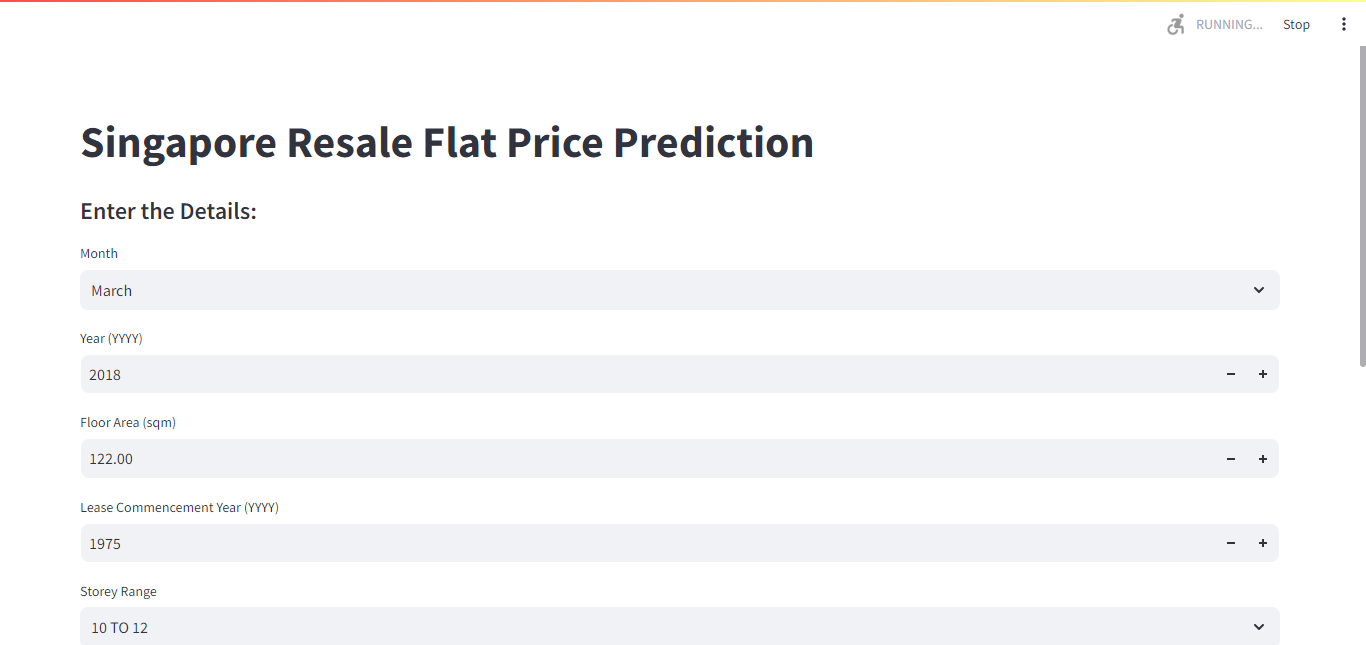 RUNNING...
Stop
Singapore Resale Flat Price Prediction
Enter the Details:
Month
March
Year (YYYY)
2018
Floor Area (sqm)
122.00
Lease Commencement Year (YYYY)
1975
Storey Range
10 TO 12